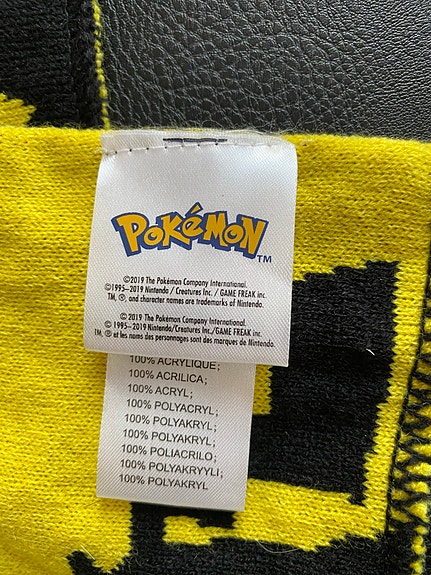 POKéMON
TM
©2019 The Pokémon Company International.
©1995–2019 Nintendo / Creatures Inc. / GAME FREAK inc.
TM, ®, and character names are trademarks of Nintendo.
© 2019 The Pokémon Company International.
© 1995–2019 Nintendo/Creatures Inc./GAME FREAK inc.
TM, ® et les noms des personnages sont des marques de Nintendo.
100% ACRYLIQUE;
100% ACRILICA;
100% ACRYL;
100% POLYACRYL;
100% POLYAKRYL;
100% POLYAKRYL;
100% POLIACRILO;
100% POLYAKRYYLI;
100% POLYAKRYL